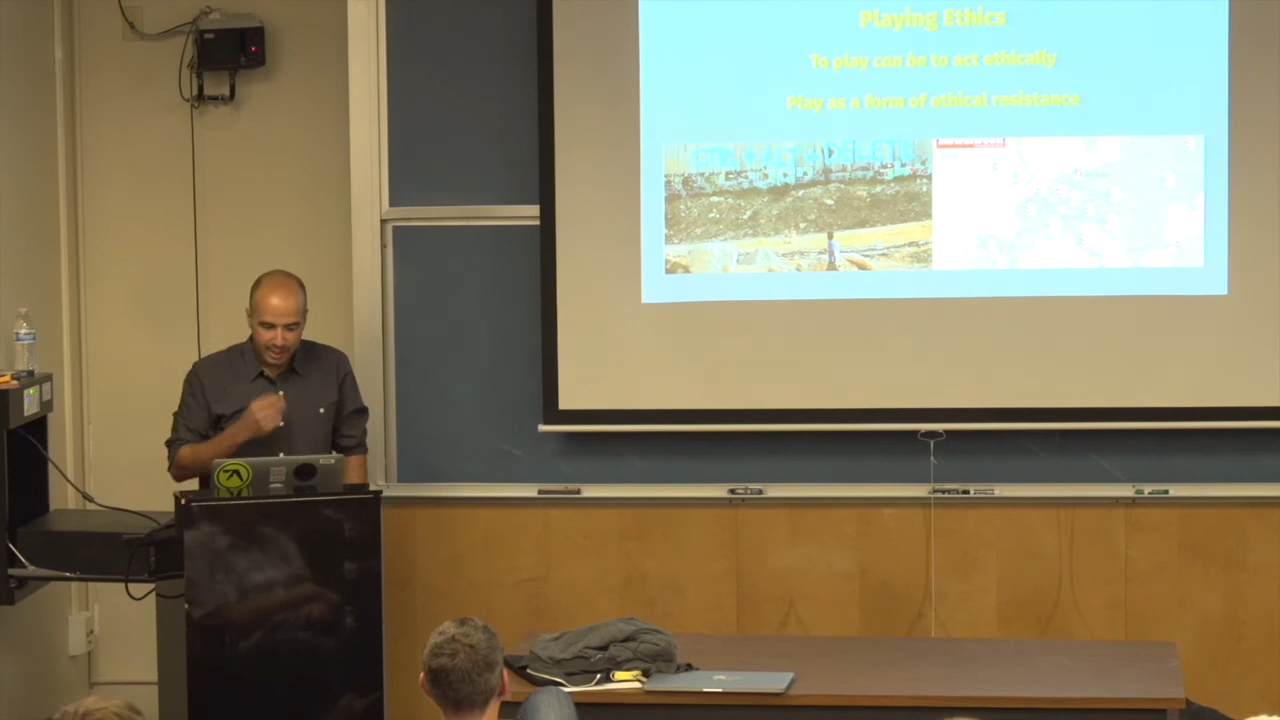 Playing Ethics
To play can be to act ethically
Play as a form of ethical resistance